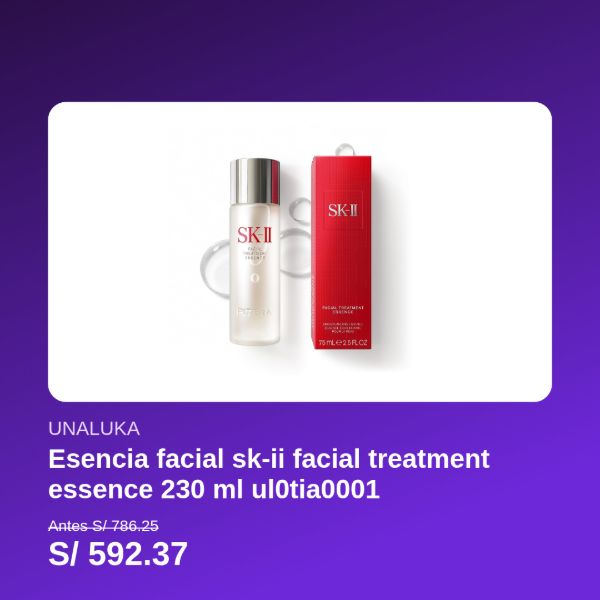 SK-II
FACIAL
TREATMENT
ESSENCE
PITERA
SK-II
FACIAL TREATMENT
ESSENCE
75 mL ℮ 2.5 FL.OZ
UNALUKA
Esencia facial sk-ii facial treatment
essence 230 ml ul0tia0001
Antes S/ 786.25
S/ 592.37